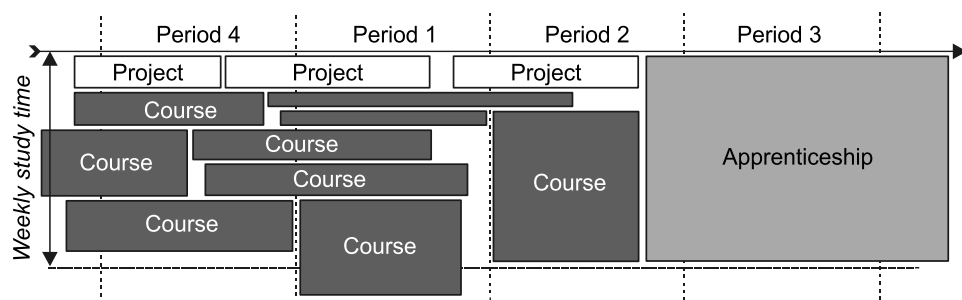 Period 4 Period 1 Period 2 Period 3
Project Project Project
Course
Course
Course
Course
Course
Course
Course
Apprenticeship
Weekly study time